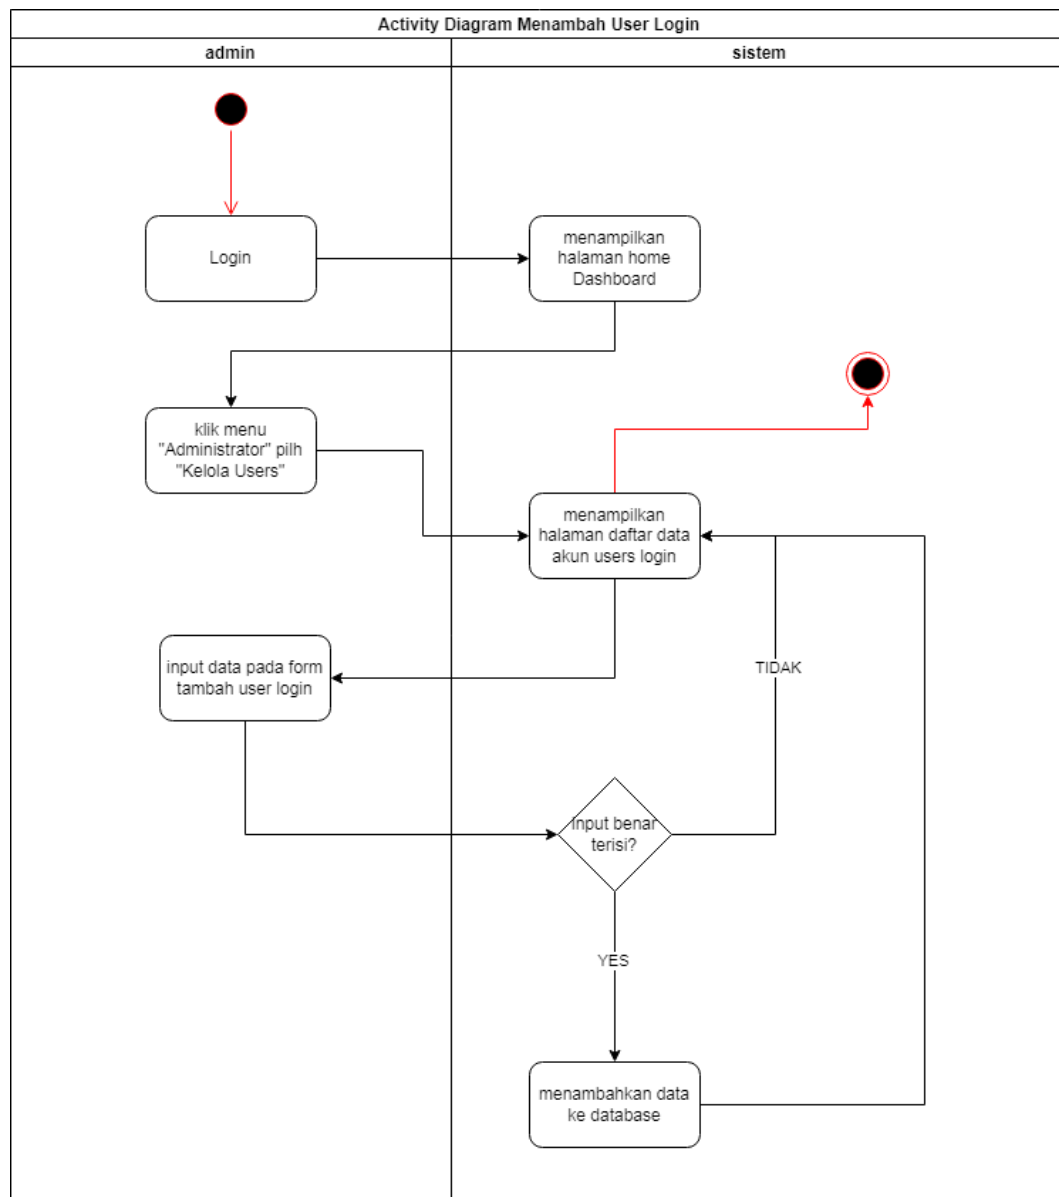 Activity Diagram Menambah User Login
admin
sistem
Login
menampilkan
halaman home
Dashboard
klik menu
"Administrator" pilh
"Kelola Users"
menampilkan
halaman daftar data
akun users login
input data pada form
tambah user login
TIDAK
Input benar
terisi?
YES
menambahkan data
ke database